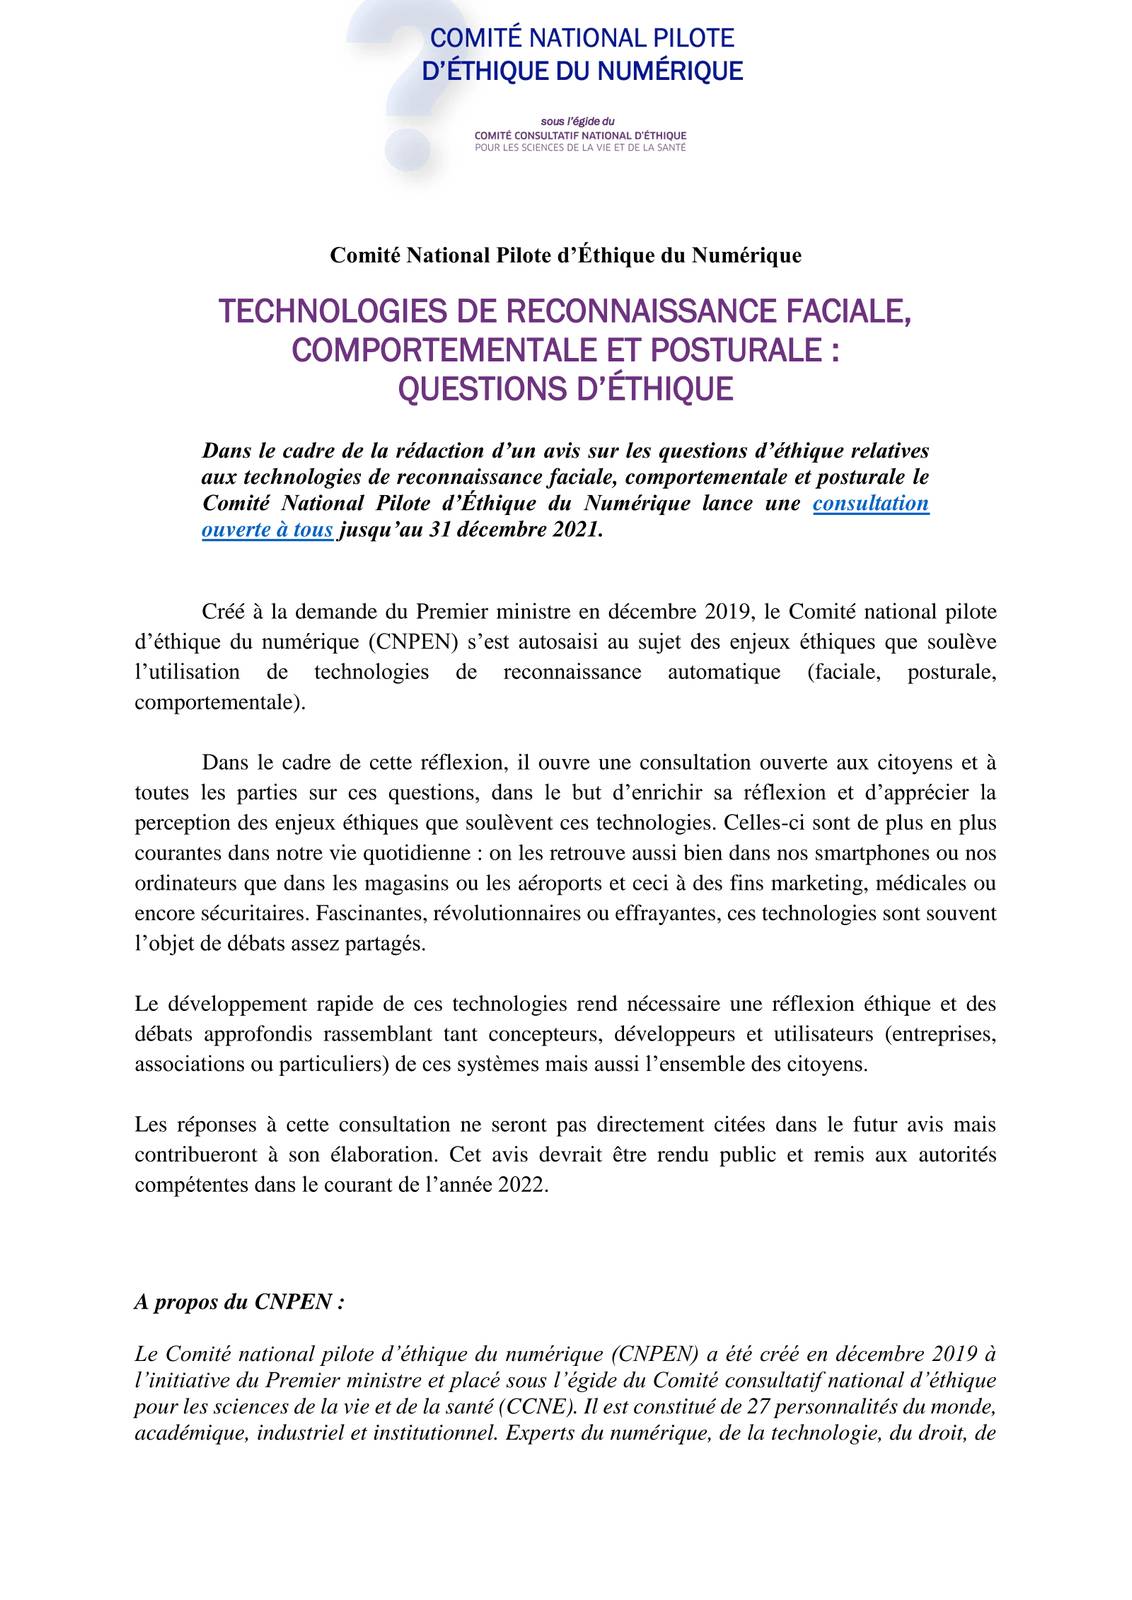 ?
COMITÉ NATIONAL PILOTE
D’ÉTHIQUE DU NUMÉRIQUE
sous l’égide du
COMITÉ CONSULTATIF NATIONAL D’ÉTHIQUE
POUR LES SCIENCES DE LA VIE ET DE LA SANTÉ
Comité National Pilote d’Éthique du Numérique
TECHNOLOGIES DE RECONNAISSANCE FACIALE,
COMPORTEMENTALE ET POSTURALE :
QUESTIONS D’ÉTHIQUE
Dans le cadre de la rédaction d’un avis sur les questions d’éthique relatives
aux technologies de reconnaissance faciale, comportementale et posturale le
Comité National Pilote d’Éthique du Numérique lance une consultation
ouverte à tous jusqu’au 31 décembre 2021.
Créé à la demande du Premier ministre en décembre 2019, le Comité national pilote
d’éthique du numérique (CNPEN) s’est autosaisi au sujet des enjeux éthiques que soulève
l’utilisation de technologies de reconnaissance automatique (faciale, posturale,
comportementale).
Dans le cadre de cette réflexion, il ouvre une consultation ouverte aux citoyens et à
toutes les parties sur ces questions, dans le but d’enrichir sa réflexion et d’apprécier la
perception des enjeux éthiques que soulèvent ces technologies. Celles-ci sont de plus en plus
courantes dans notre vie quotidienne : on les retrouve aussi bien dans nos smartphones ou nos
ordinateurs que dans les magasins ou les aéroports et ceci à des fins marketing, médicales ou
encore sécuritaires. Fascinantes, révolutionnaires ou effrayantes, ces technologies sont souvent
l’objet de débats assez partagés.
Le développement rapide de ces technologies rend nécessaire une réflexion éthique et des
débats approfondis rassemblant tant concepteurs, développeurs et utilisateurs (entreprises,
associations ou particuliers) de ces systèmes mais aussi l’ensemble des citoyens.
Les réponses à cette consultation ne seront pas directement citées dans le futur avis mais
contribueront à son élaboration. Cet avis devrait être rendu public et remis aux autorités
compétentes dans le courant de l’année 2022.
A propos du CNPEN :
Le Comité national pilote d’éthique du numérique (CNPEN) a été créé en décembre 2019 à
l’initiative du Premier ministre et placé sous l’égide du Comité consultatif national d’éthique
pour les sciences de la vie et de la santé (CCNE). Il est constitué de 27 personnalités du monde,
académique, industriel et institutionnel. Experts du numérique, de la technologie, du droit, de